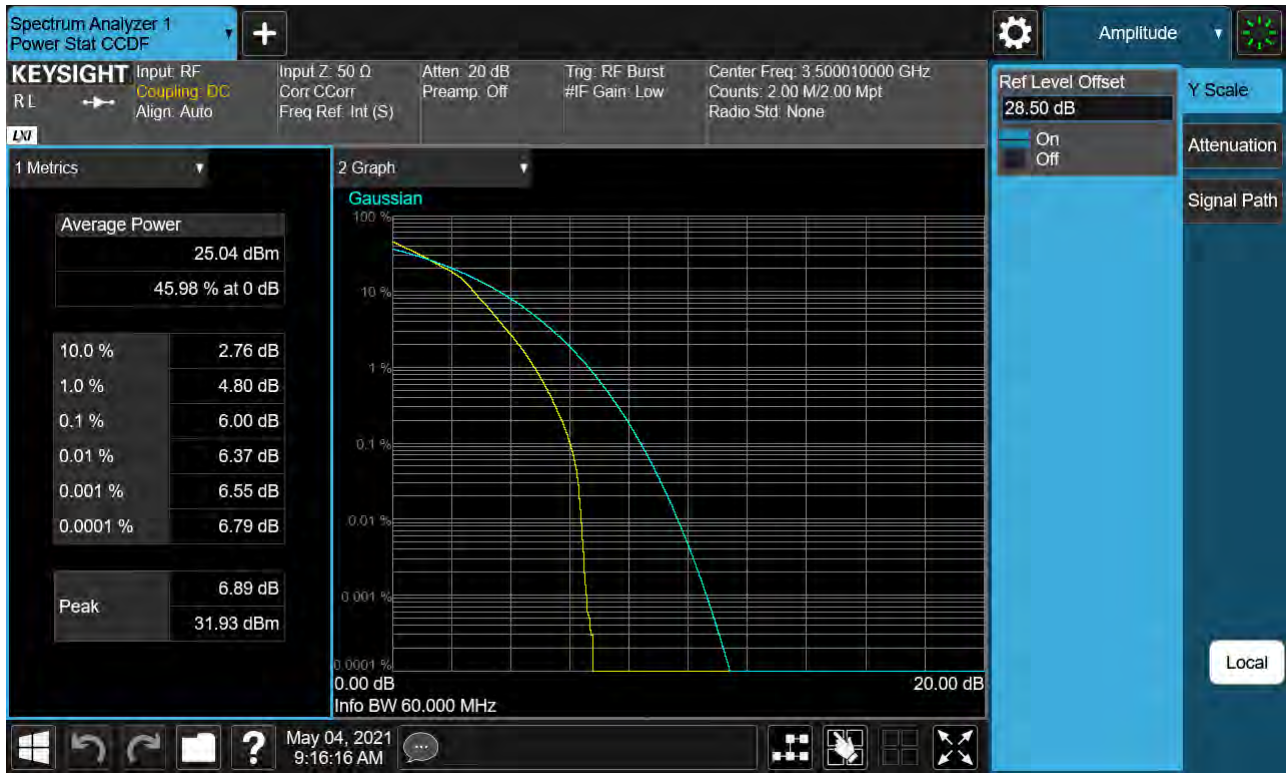 Spectrum Analyzer 1
Power Stat CCDF
Amplitude
KEYSIGHT
RL
LXI
Input: RF
Coupling: DC
Align: Auto
Input Z: 50 Ω
Corr CCorr
Freq Ref: Int (S)
Atten: 20 dB
Preamp: Off
Trig: RF Burst
#IF Gain: Low
Center Freq: 3.500010000 GHz
Counts: 2.00 M/2.00 Mpt
Radio Std: None
Ref Level Offset
28.50 dB
On
Off
Y Scale
Attenuation
Signal Path
Local
1 Metrics
Average Power
25.04 dBm
45.98 % at 0 dB
10.0 % 2.76 dB
1.0 % 4.80 dB
0.1 % 6.00 dB
0.01 % 6.37 dB
0.001 % 6.55 dB
0.0001 % 6.79 dB
Peak
6.89 dB
31.93 dBm
2 Graph
Gaussian
100 %
10 %
1 %
0.1 %
0.01 %
0.001 %
0.0001 %
0.00 dB 20.00 dB
Info BW 60.000 MHz
?
May 04, 2021
9:16:16 AM